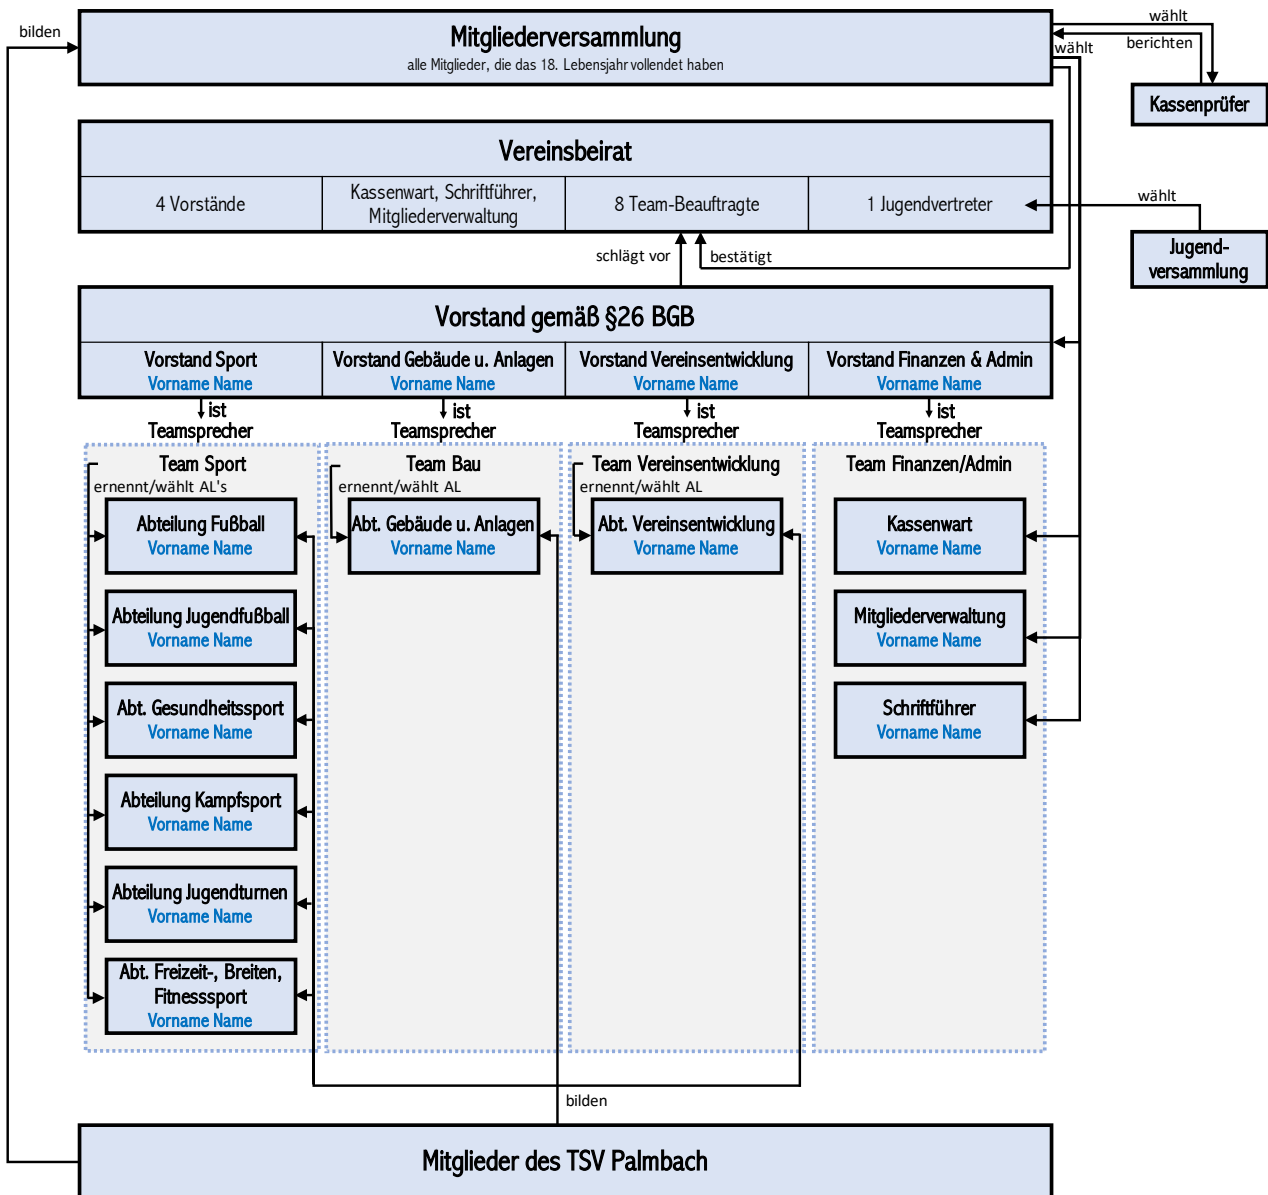 bilden
Mitgliederversammlung
alle Mitglieder, die das 18. Lebensjahr vollendet haben
wählt
berichten
wählt
Kassenprüfer
Vereinsbeirat
4 Vorstände
Kassenwart, Schriftführer,
Mitgliederverwaltung
8 Team-Beauftragte
1 Jugendvertreter
wählt
Jugend-
versammlung
schlägt vor
bestätigt
Vorstand gemäß §26 BGB
Vorstand Sport
Vorname Name
Vorstand Gebäude u. Anlagen
Vorname Name
Vorstand Vereinsentwicklung
Vorname Name
Vorstand Finanzen & Admin
Vorname Name
ist
Teamsprecher
ist
Teamsprecher
ist
Teamsprecher
ist
Teamsprecher
Team Sport
ernennt/wählt AL's
Abteilung Fußball
Vorname Name
Abteilung Jugendfußball
Vorname Name
Abt. Gesundheitssport
Vorname Name
Abteilung Kampfsport
Vorname Name
Abteilung Jugendturnen
Vorname Name
Abt. Freizeit-, Breiten,
Fitnesssport
Vorname Name
Team Bau
ernennt/wählt AL
Abt. Gebäude u. Anlagen
Vorname Name
Team Vereinsentwicklung
ernennt/wählt AL
Abt. Vereinsentwicklung
Vorname Name
Team Finanzen/Admin
Kassenwart
Vorname Name
Mitgliederverwaltung
Vorname Name
Schriftführer
Vorname Name
bilden
Mitglieder des TSV Palmbach